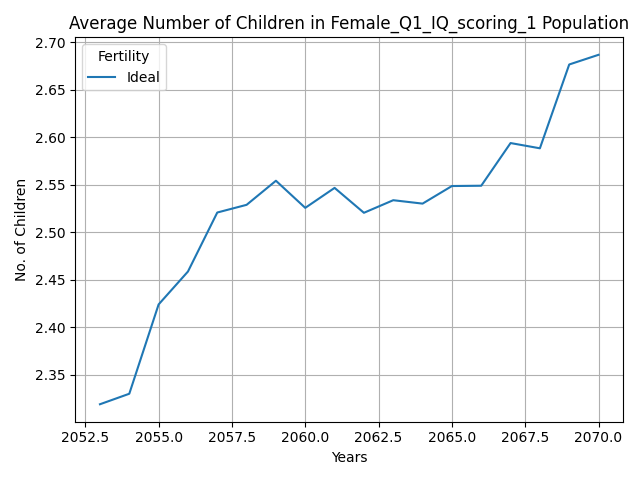 Average Number of Children in Female_Q1_IQ_scoring_1 Population
2.70
2.65
2.60
2.55
2.50
2.45
2.40
2.35
No. of Children
Fertility
Ideal
2052.5 2055.0 2057.5 2060.0 2062.5 2065.0 2067.5 2070.0
Years